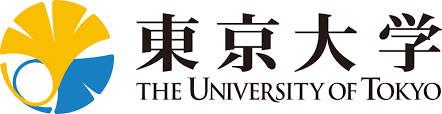 東京大学
THE UNIVERSITY OF TOKYO